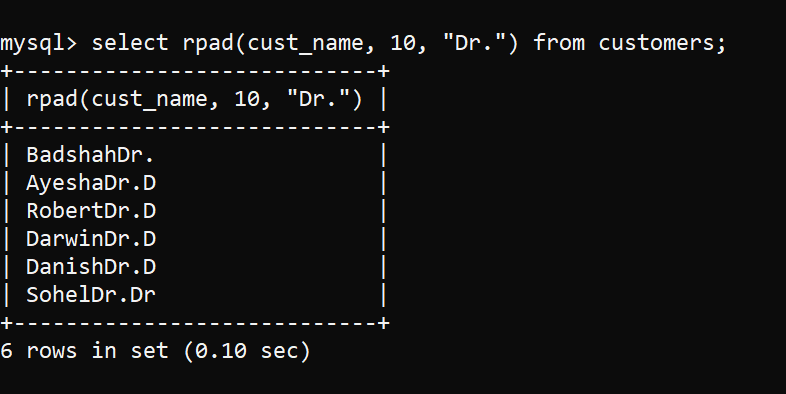 mysql> select rpad(cust_name, 10, "Dr.") from customers;
+----------------------------+
| rpad(cust_name, 10, "Dr.") |
+----------------------------+
| BadshahDr.                 |
| AyeshaDr.D                 |
| RobertDr.D                 |
| DarwinDr.D                 |
| DanishDr.D                 |
| SohelDr.Dr                 |
+----------------------------+
6 rows in set (0.10 sec)